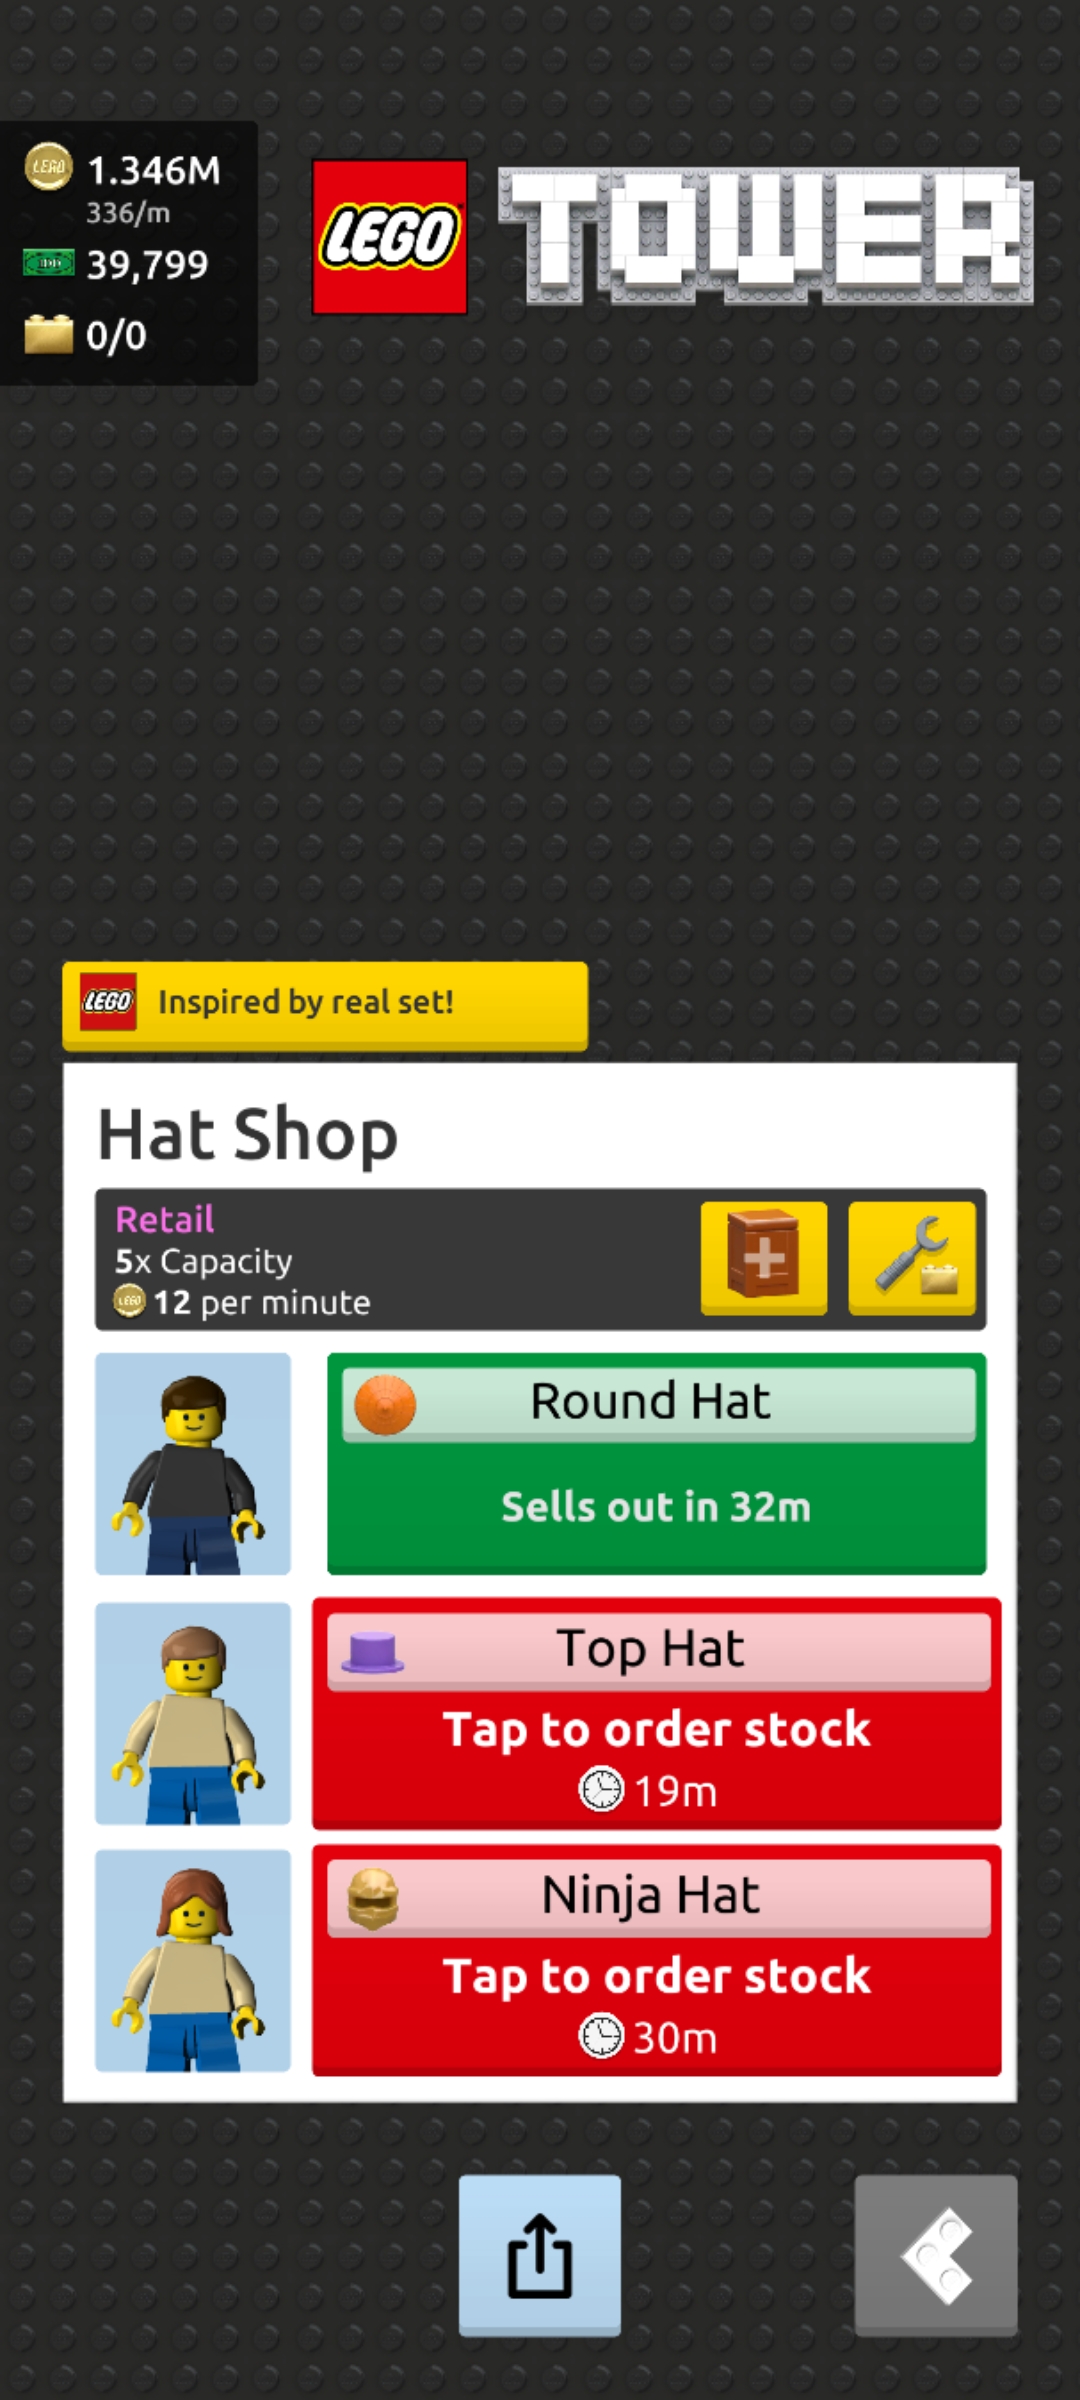 1.346M
336/m
39,799
0/0
LEGO TOWER
LEGO Inspired by real set!
Hat Shop
Retail
5x Capacity
12 per minute
Round Hat
Sells out in 32m
Top Hat
Tap to order stock
19m
Ninja Hat
Tap to order stock
30m